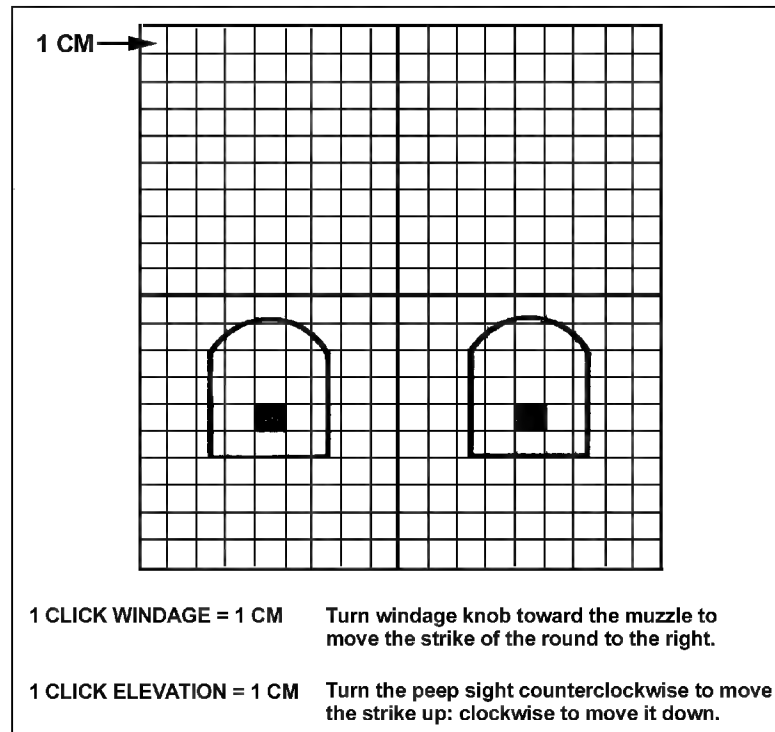 1 CM
1 CLICK WINDAGE = 1 CM Turn windage knob toward the muzzle to
move the strike of the round to the right.
1 CLICK ELEVATION = 1 CM Turn the peep sight counterclockwise to move
the strike up: clockwise to move it down.